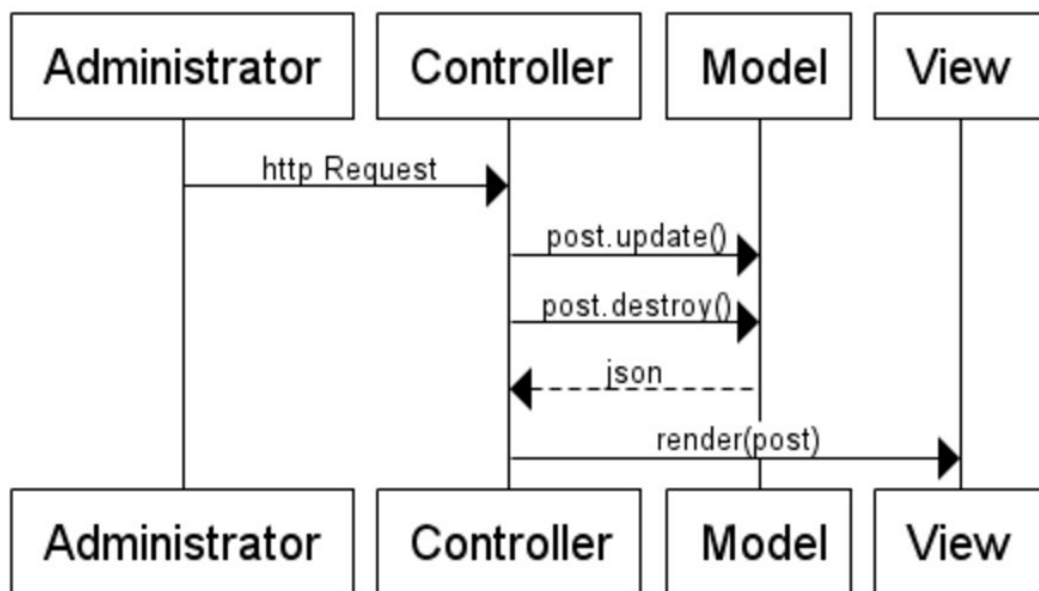 Administrator Controller Model View
http Request
post.update()
post.destroy()
json
render(post)
Administrator Controller Model View